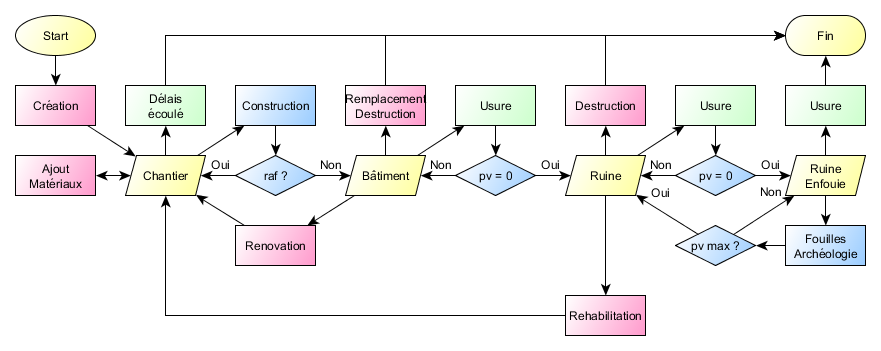 Start
Fin
Création
Délais
écoulé
Construction
Remplacement
Destruction
Usure
Destruction
Usure
Usure
Ajout
Matériaux
Chantier
Oui
raf ?
Non
Bâtiment
Non
pv = 0
Oui
Ruine
Non
pv = 0
Oui
Ruine
Enfouie
Oui
Non
Renovation
pv max ?
Fouilles
Archéologie
Rehabilitation